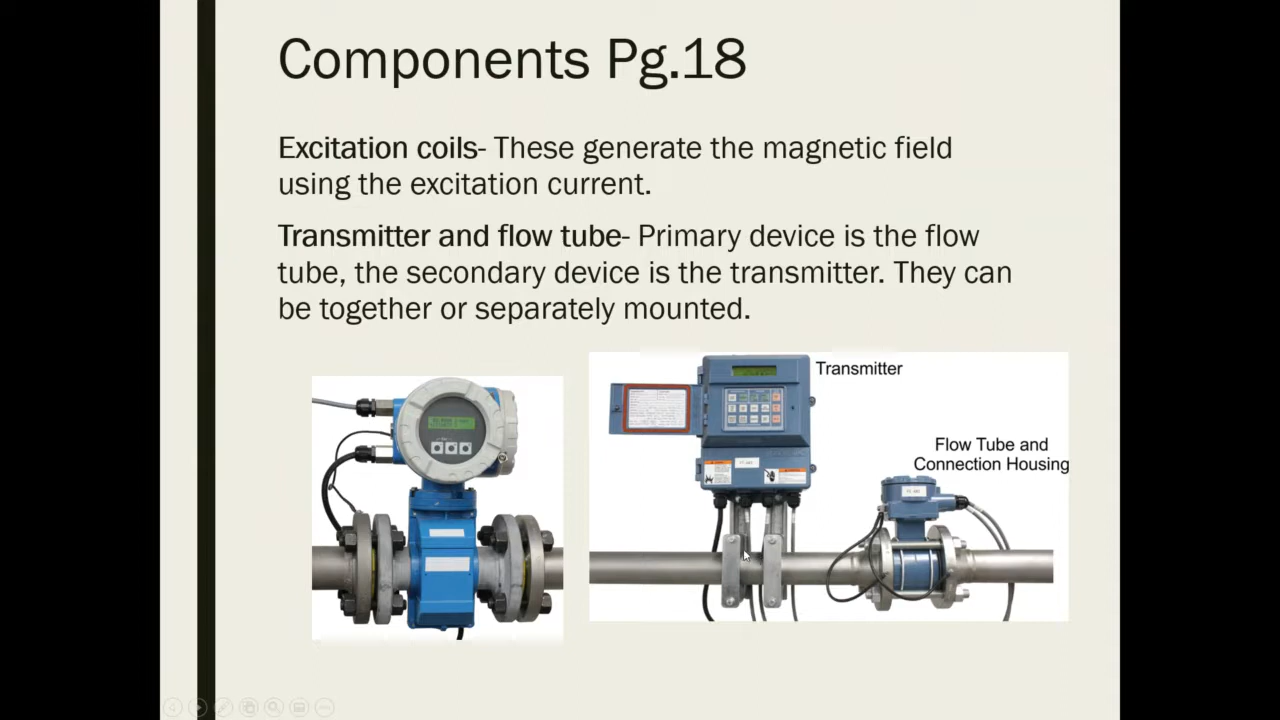 Components Pg.18
Excitation coils- These generate the magnetic field
using the excitation current.
Transmitter and flow tube- Primary device is the flow
tube, the secondary device is the transmitter. They can
be together or separately mounted.
Transmitter
Flow Tube and
Connection Housing